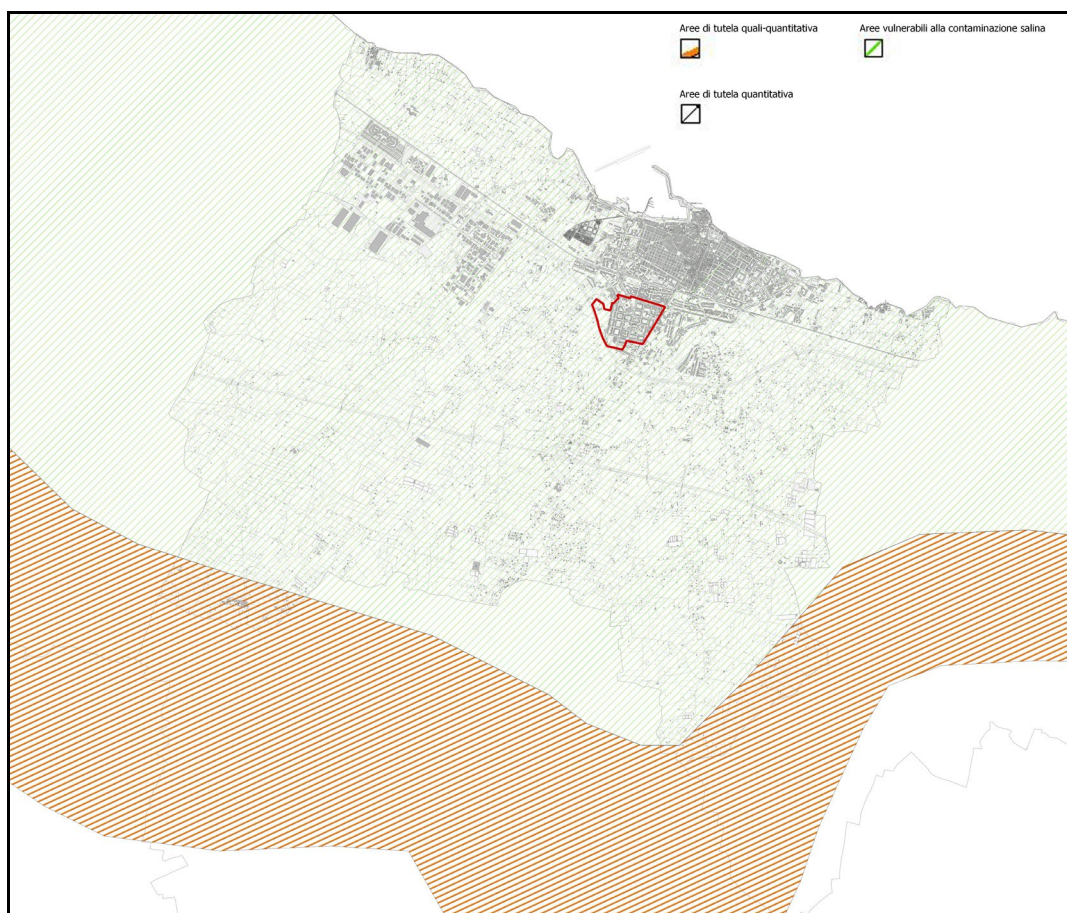 Aree di tutela quali-quantitativa
Aree vulnerabili alla contaminazione salina
Aree di tutela quantitativa